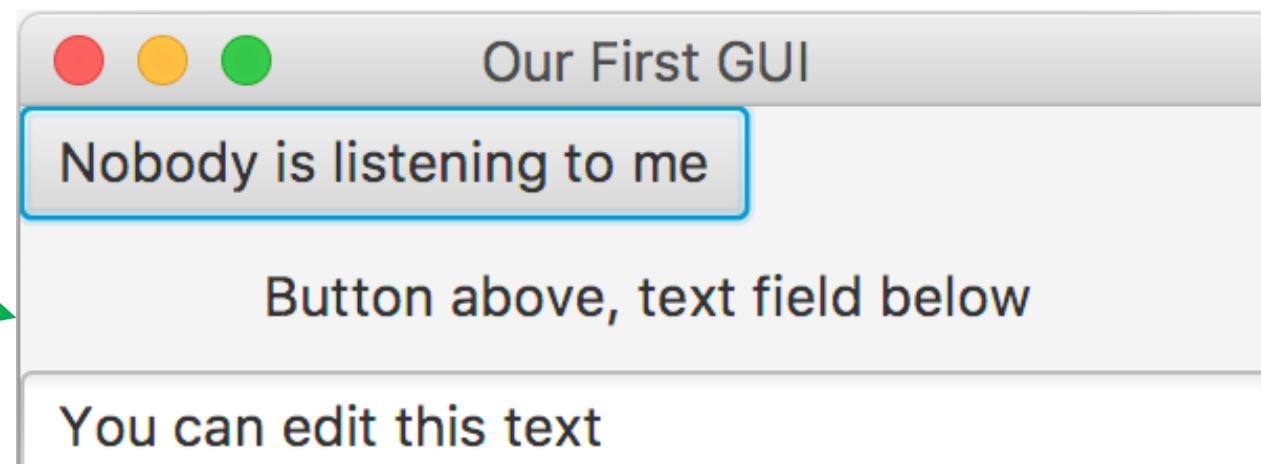 Our First GUI
Nobody is listening to me
Button above, text field below
You can edit this text